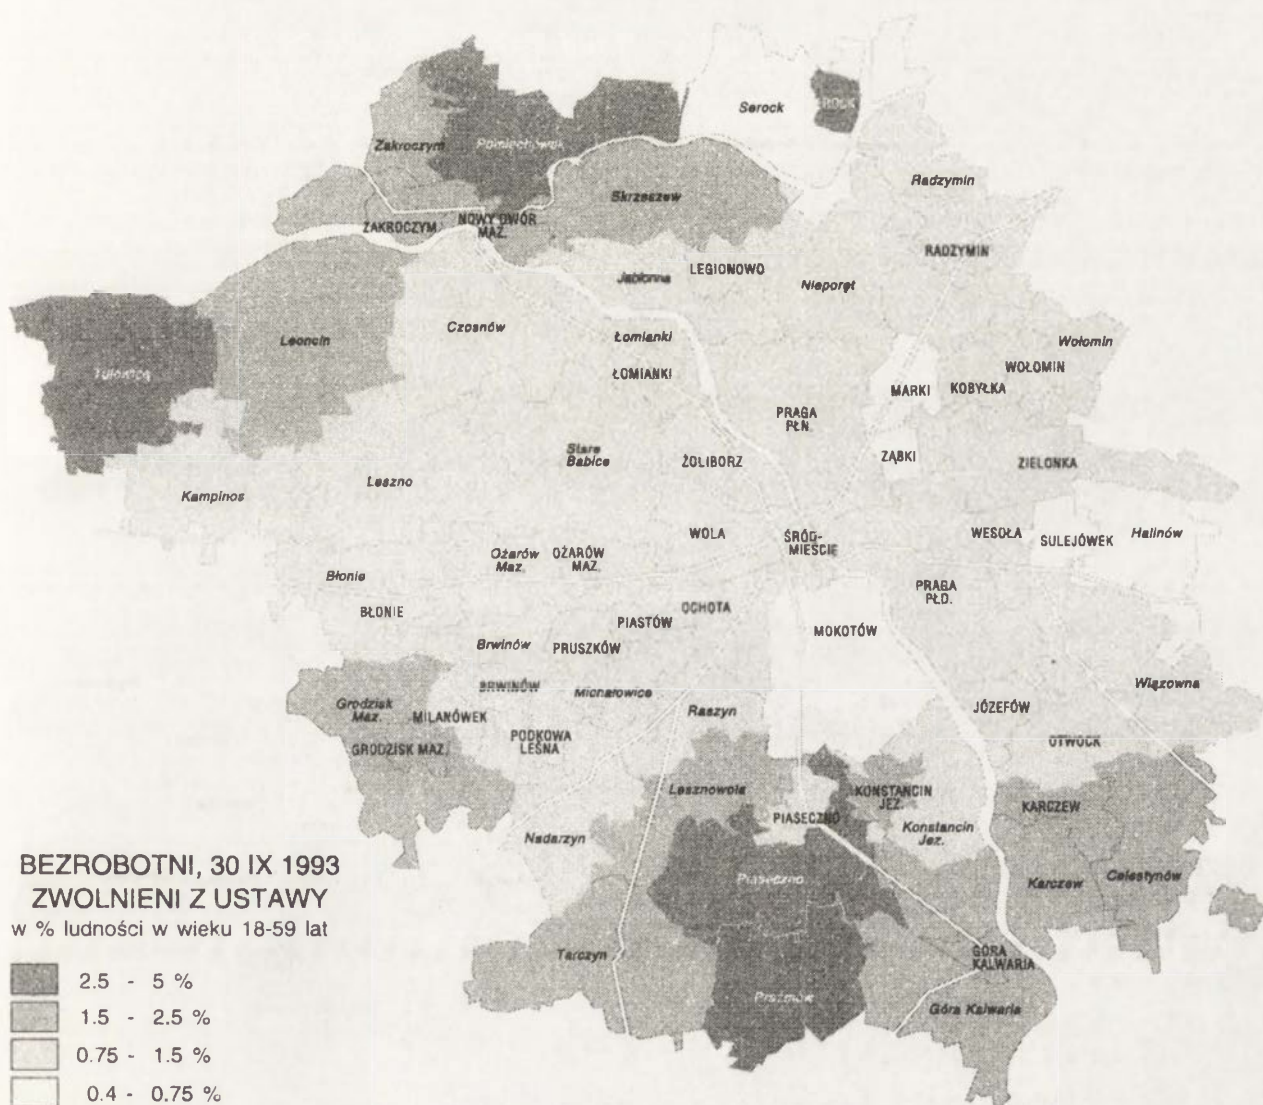 Serock
Zakroczym
Pomiechówek
Radzymin
Skrzeszew
ZAKROCZYM
NOWY DWÓR
MAZ.
RADZYMIN
LEGIONOWO
Jabłonna
Nieporęt
Czosnów
Leoncin
Łomianki
Wołomin
ŁOMIANKI
WOŁOMIN
MARKI
KOBYŁKA
PRAGA
PŁN.
Stare
Babice
ŻOLIBORZ
ZĄBKI
ZIELONKA
Leszno
Kampinos
WOLA
ŚRÓD-
MIEŚCIE
WESOŁA
SULEJÓWEK
Halinów
Ożarów
Maz.
OŻARÓW
MAZ.
Błonie
PRAGA
PŁD.
BŁONIE
OCHOTA
PIASTÓW
MOKOTÓW
Brwinów
PRUSZKÓW
BRWINÓW
Michałowice
Wiązowna
Grodzisk
Maz.
MILANÓWEK
Raszyn
JÓZEFÓW
GRODZISK MAZ.
PODKOWA
LEŚNA
OTWOCK
Lesznowola
KONSTANCIN
JEZ.
KARCZEW
PIASECZNO
Konstancin
Jez.
Nadarzyn
Piaseczno
Karczew
Celestynów
Tarczyn
GÓRA
KALWARIA
Prażmów
Góra Kalwaria
BEZROBOTNI, 30 IX 1993
ZWOLNIENI Z USTAWY
w % ludności w wieku 18-59 lat
2.5 - 5 %
1.5 - 2.5 %
0.75 - 1.5 %
0.4 - 0.75 %